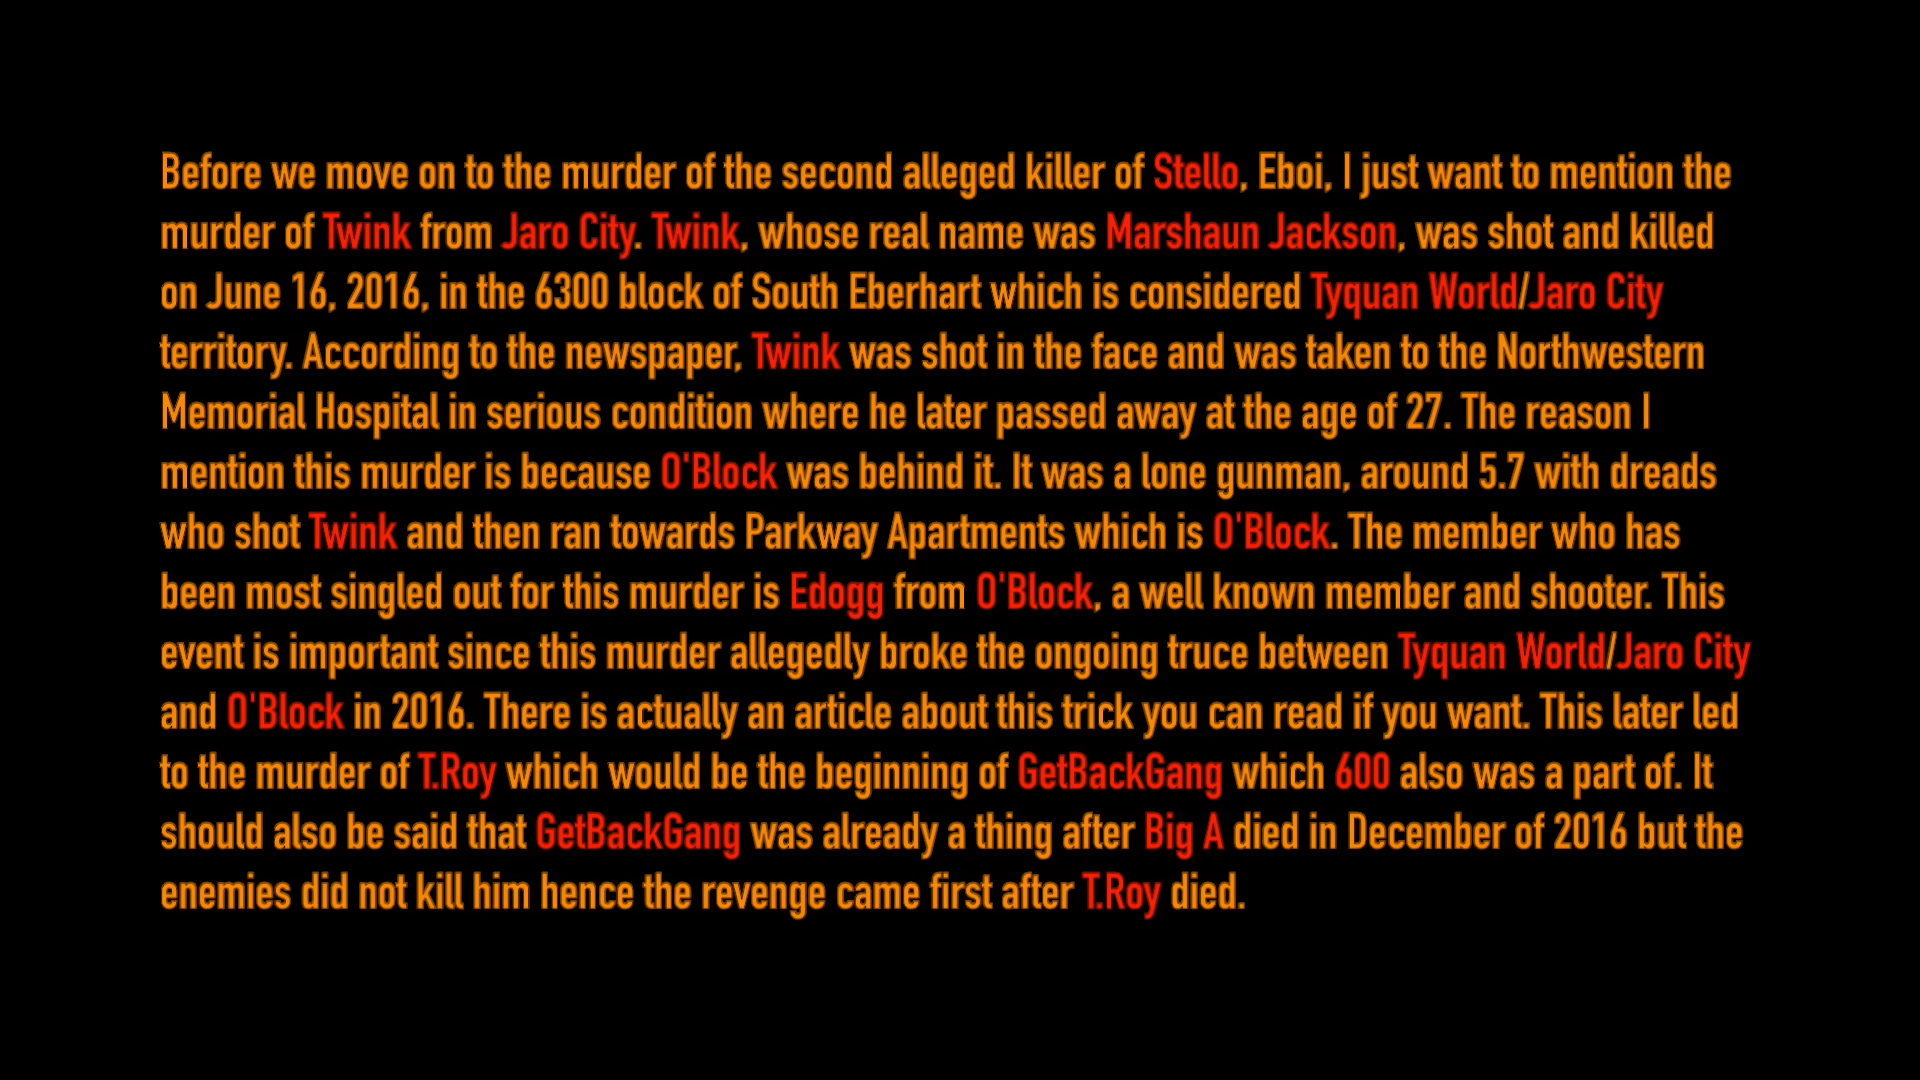 Before we move on to the murder of the second alleged killer of Stello, Eboi, I just want to mention the
murder of Twink from Jaro City. Twink, whose real name was Marshaun Jackson, was shot and killed
on June 16, 2016, in the 6300 block of South Eberhart which is considered Tyquan World/Jaro City
territory. According to the newspaper, Twink was shot in the face and was taken to the Northwestern
Memorial Hospital in serious condition where he later passed away at the age of 27. The reason I
mention this murder is because O'Block was behind it. It was a lone gunman, around 5.7 with dreads
who shot Twink and then ran towards Parkway Apartments which is O'Block. The member who has
been most singled out for this murder is Edogg from O'Block, a well known member and shooter. This
event is important since this murder allegedly broke the ongoing truce between Tyquan World/Jaro City
and O'Block in 2016. There is actually an article about this trick you can read if you want. This later led
to the murder of T.Roy which would be the beginning of GetBackGang which 600 also was a part of. It
should also be said that GetBackGang was already a thing after Big A died in December of 2016 but the
enemies did not kill him hence the revenge came first after T.Roy died.